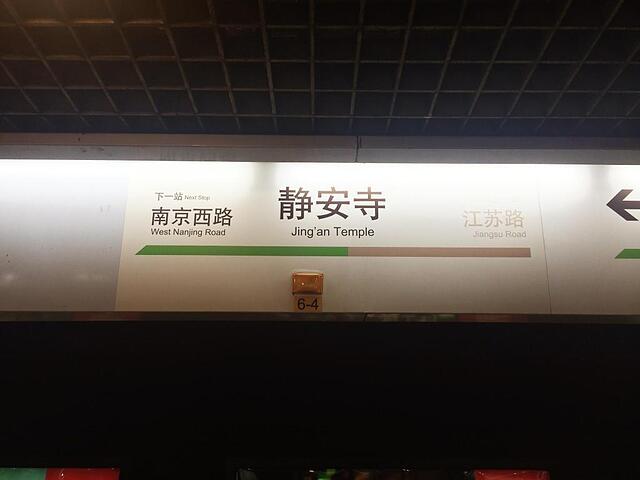 下一站 Next Stop
南京西路
West Nanjing Road
静安寺
Jing'an Temple
江苏路
Jiangsu Road
6-4